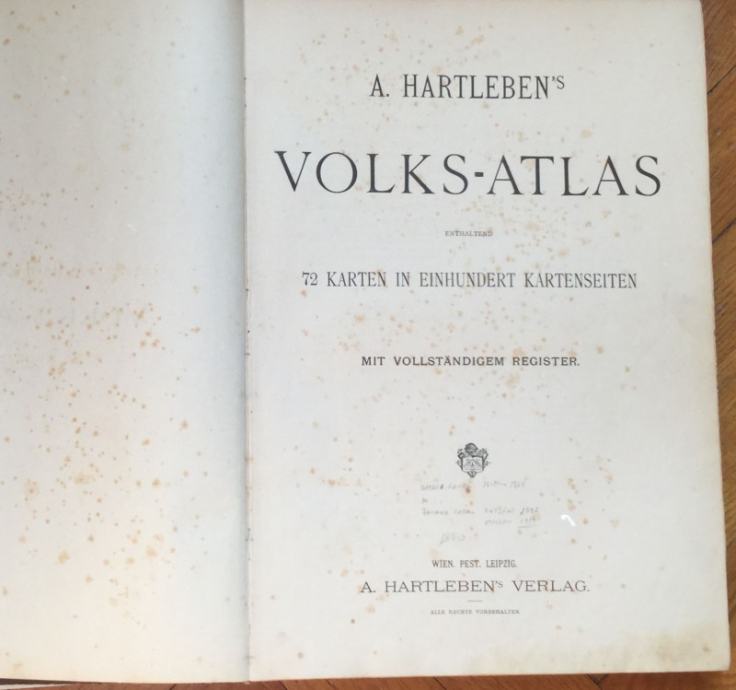 A. HARTLEBEN'S
VOLKS-ATLAS
ENTHALTEND
72 KARTEN IN EINHUNDERT KARTENSEITEN
MIT VOLLSTÄNDIGEM REGISTER.
WIEN. PEST. LEIPZIG.
A. HARTLEBEN'S VERLAG.
ALLE RECHTE VORBEHALTEN.